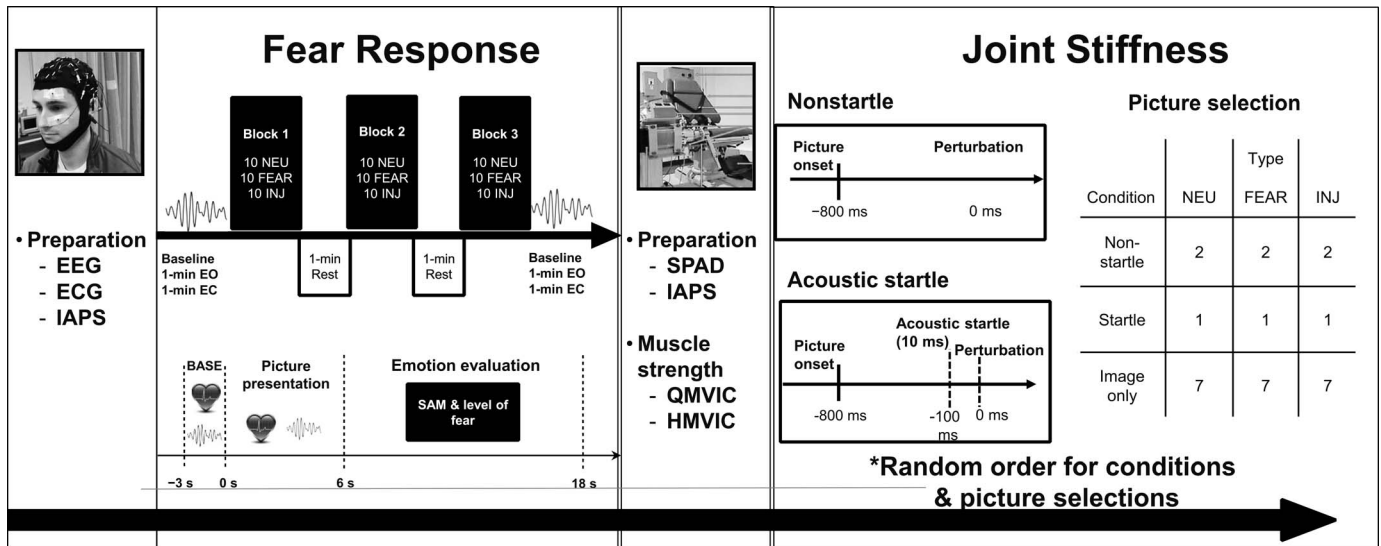 Fear Response
Joint Stiffness
• Preparation
- EEG
- ECG
- IAPS
Block 1
10 NEU
10 FEAR
10 INJ
Block 2
10 NEU
10 FEAR
10 INJ
Block 3
10 NEU
10 FEAR
10 INJ
Baseline
1-min EO
1-min EC
1-min
Rest
1-min
Rest
Baseline
1-min EO
1-min EC
BASE
Picture
presentation
Emotion evaluation
SAM & level of
fear
−3 s
0 s
6 s
18 s
• Preparation
- SPAD
- IAPS
• Muscle
strength
- QMVIC
- HMVIC
Nonstartle
Picture
onset
Perturbation
−800 ms
0 ms
Acoustic startle
Acoustic startle
(10 ms)
Picture
onset
Perturbation
-800 ms
-100
ms
0 ms
Picture selection
Type
Condition NEU FEAR INJ
Non-
startle 2 2 2
Startle 1 1 1
Image
only 7 7 7
*Random order for conditions
& picture selections